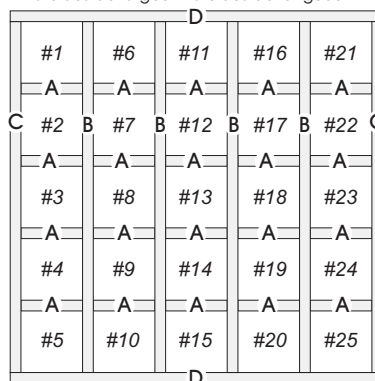 D
#1 #6 #11 #16 #21
A A A A A
C #2 B #7 B #12 B #17 B #22 C
A A A A A
#3 #8 #13 #18 #23
A A A A A
#4 #9 #14 #19 #24
A A A A A
#5 #10 #15 #20 #25
D